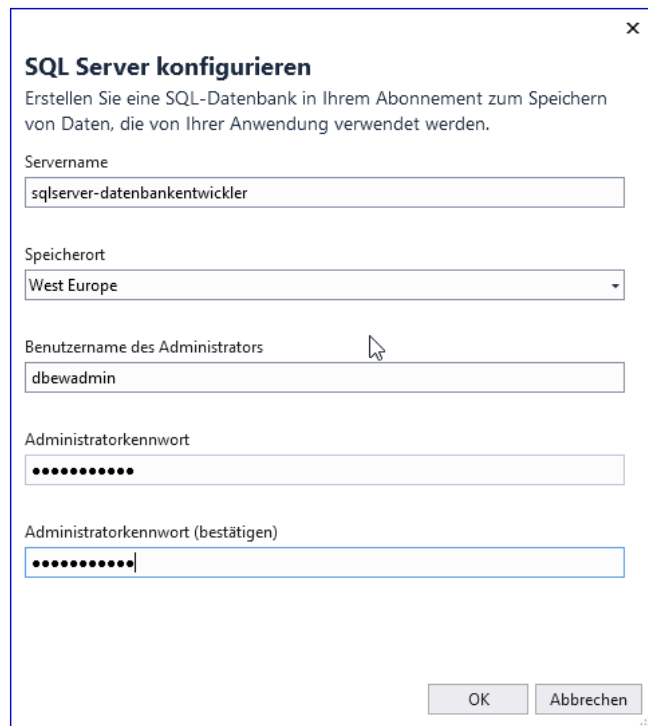 SQL Server konfigurieren
Erstellen Sie eine SQL-Datenbank in Ihrem Abonnement zum Speichern
von Daten, die von Ihrer Anwendung verwendet werden.
Servername
sqlserver-datenbankentwickler
Speicherort
West Europe
Benutzername des Administrators
dbewadmin
Administratorkennwort
●●●●●●●●●●●
Administratorkennwort (bestätigen)
●●●●●●●●●●●
OK Abbrechen